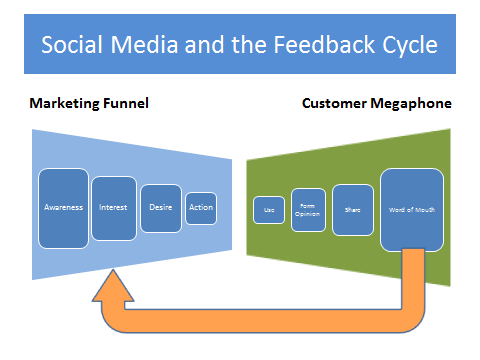 Social Media and the Feedback Cycle
Marketing Funnel
Customer Megaphone
Awareness
Interest
Desire
Action
Use
Form
Opinion
Share
Word of Mouth